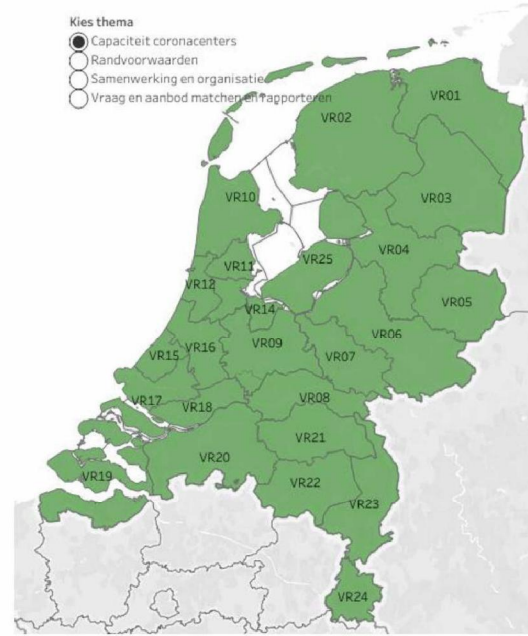 Kies thema
Capaciteit coronacenters
Randvoorwaarden
Samenwerking en organisatie
Vraag en aanbod matchen en rapporteren
VR01
VR02
VR03
VR10
VR04
VR11
VR25
VR12
VR05
VR14
VR06
VR09
VR07
VR15
VR16
VR08
VR17
VR18
VR21
VR20
VR19
VR22
VR23
VR24